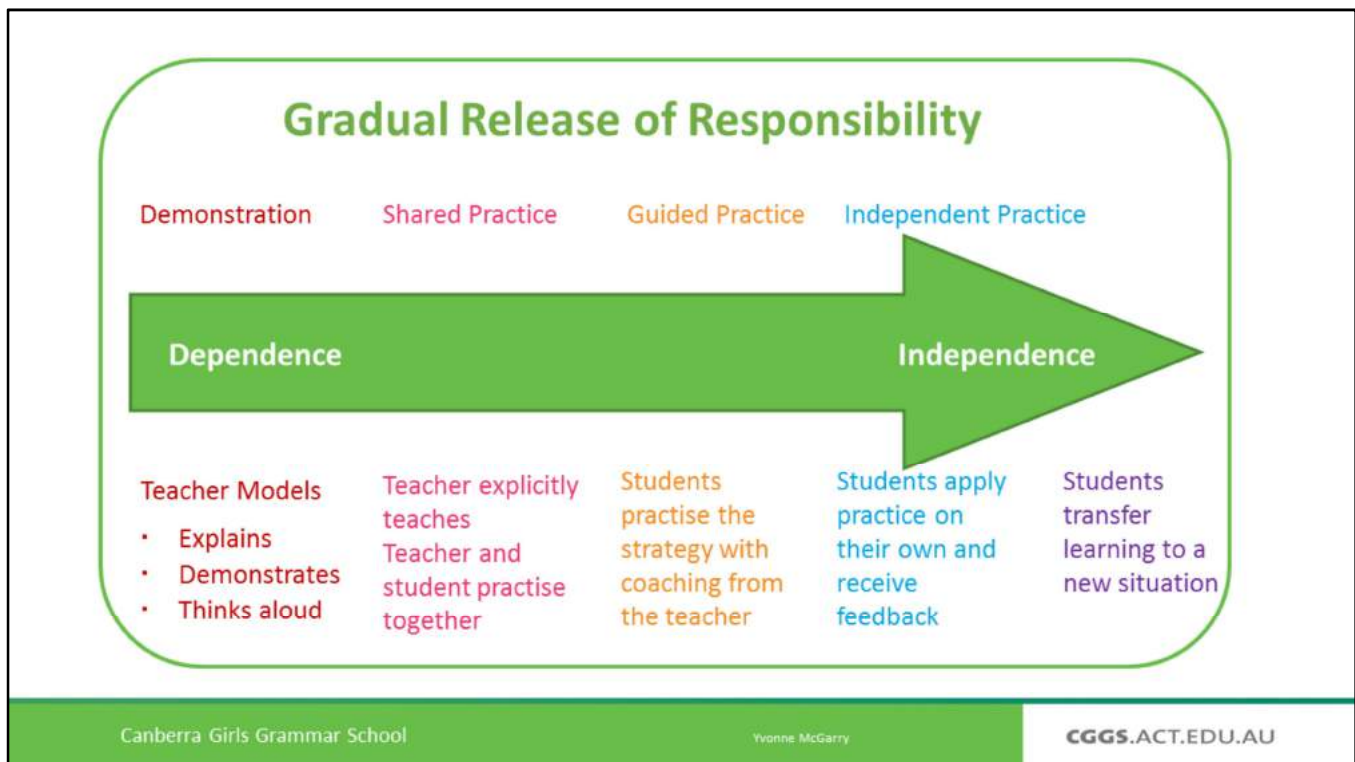 Gradual Release of Responsibility
Demonstration
Shared Practice
Guided Practice
Independent Practice
Dependence
Independence
Teacher Models
· Explains
· Demonstrates
· Thinks aloud
Teacher explicitly
teaches
Teacher and
student practise
together
Students
practise the
strategy with
coaching from
the teacher
Students apply
practice on
their own and
receive
feedback
Students
transfer
learning to a
new situation
Canberra Girls Grammar School
Yvonne McGarry
CGGS.ACT.EDU.AU